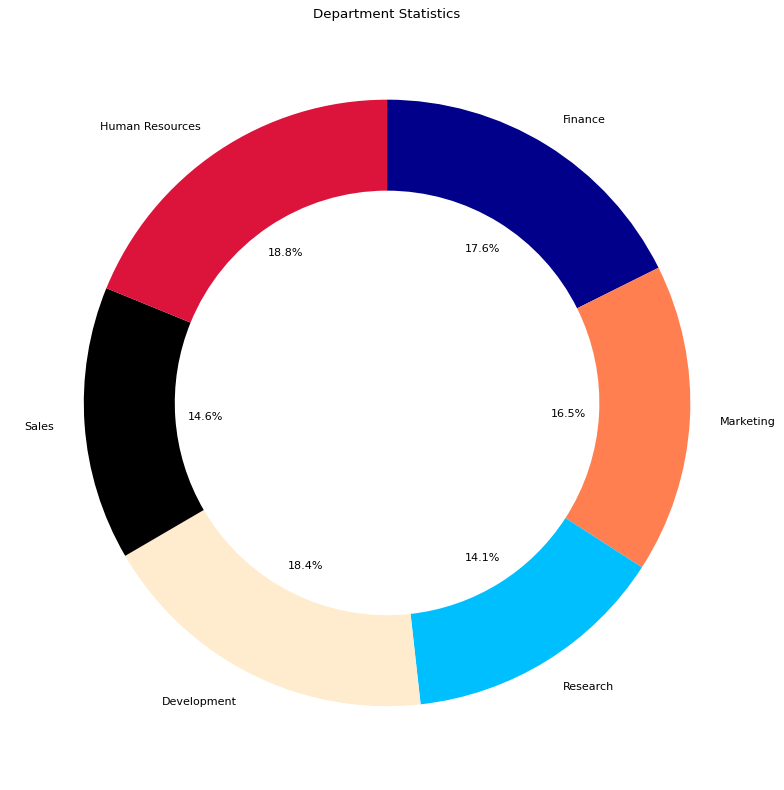 Department Statistics
Finance
Human Resources
17.6%
18.8%
16.5%
14.6%
Marketing
Sales
14.1%
18.4%
Research
Development